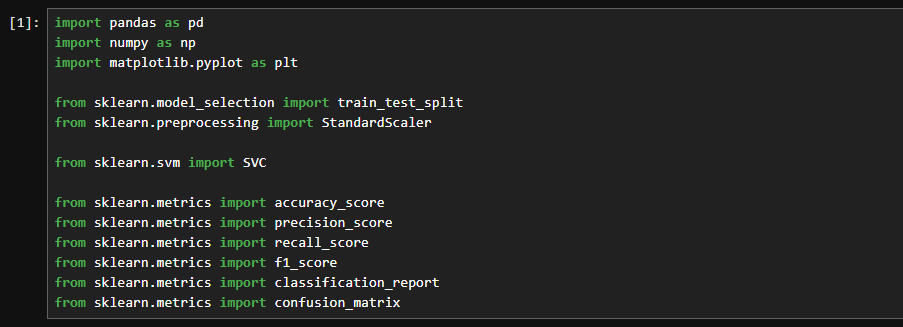 [1]:
import pandas as pd
import numpy as np
import matplotlib.pyplot as plt
from sklearn.model_selection import train_test_split
from sklearn.preprocessing import StandardScaler
from sklearn.svm import SVC
from sklearn.metrics import accuracy_score
from sklearn.metrics import precision_score
from sklearn.metrics import recall_score
from sklearn.metrics import f1_score
from sklearn.metrics import classification_report
from sklearn.metrics import confusion_matrix